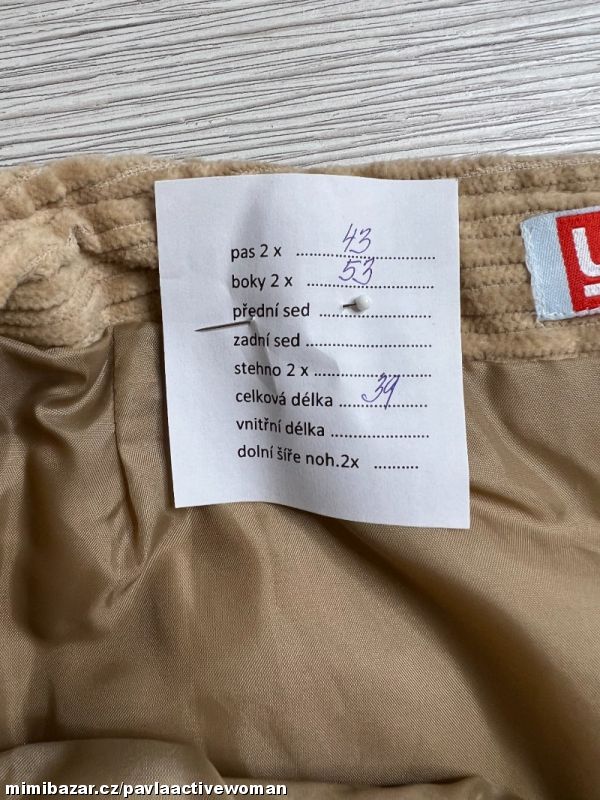 pas 2 x ........................ 43
boky 2 x ........................ 53
přední sed ....................
zadní sed ......................
stehno 2 x .....................
celková délka ................ 39
vnitřní délka ..................
dolní šíře noh.2x ..........
mimibazar.cz/pavlaactivewoman